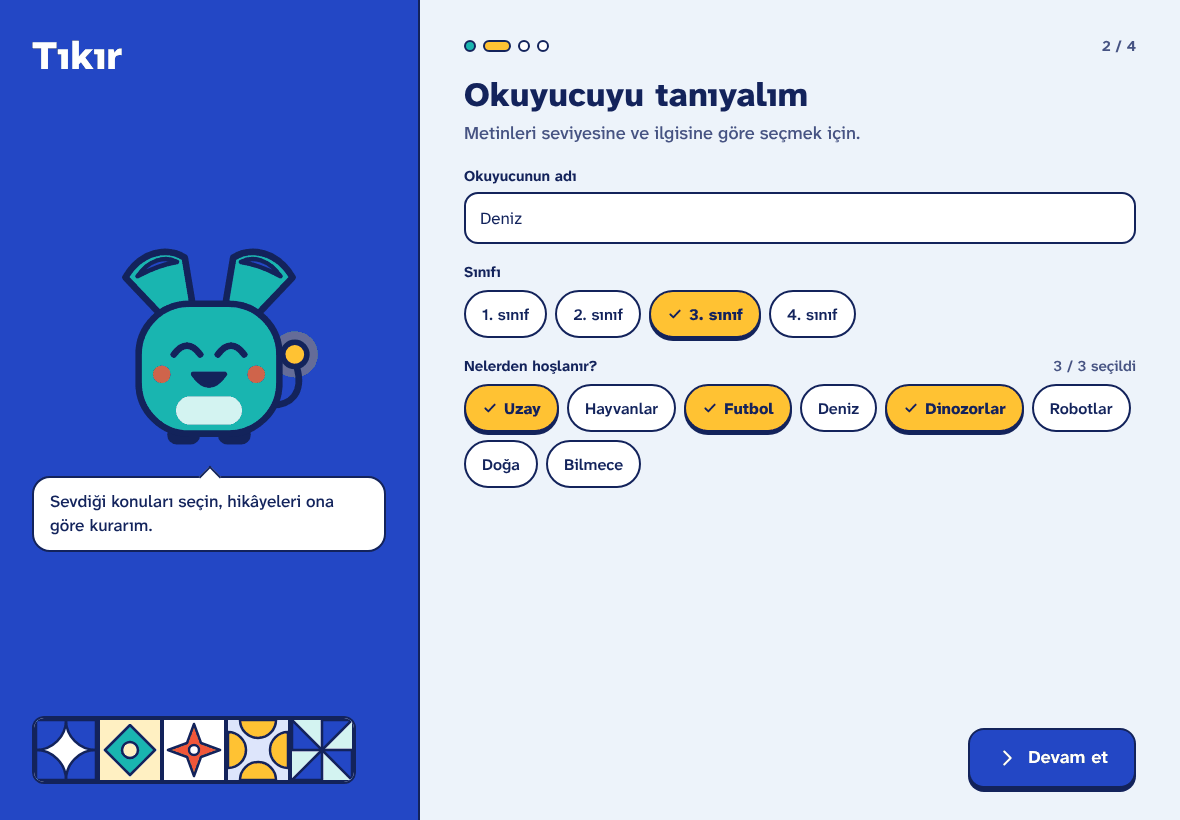 Tıkır
Sevdiği konuları seçin, hikâyeleri ona
göre kurarım.
2 / 4
Okuyucuyu tanıyalım
Metinleri seviyesine ve ilgisine göre seçmek için.
Okuyucunun adı
Deniz
Sınıfı
1. sınıf 2. sınıf 3. sınıf 4. sınıf
Nelerden hoşlanır? 3 / 3 seçildi
Uzay Hayvanlar Futbol Deniz Dinozorlar Robotlar
Doğa Bilmece
Devam et